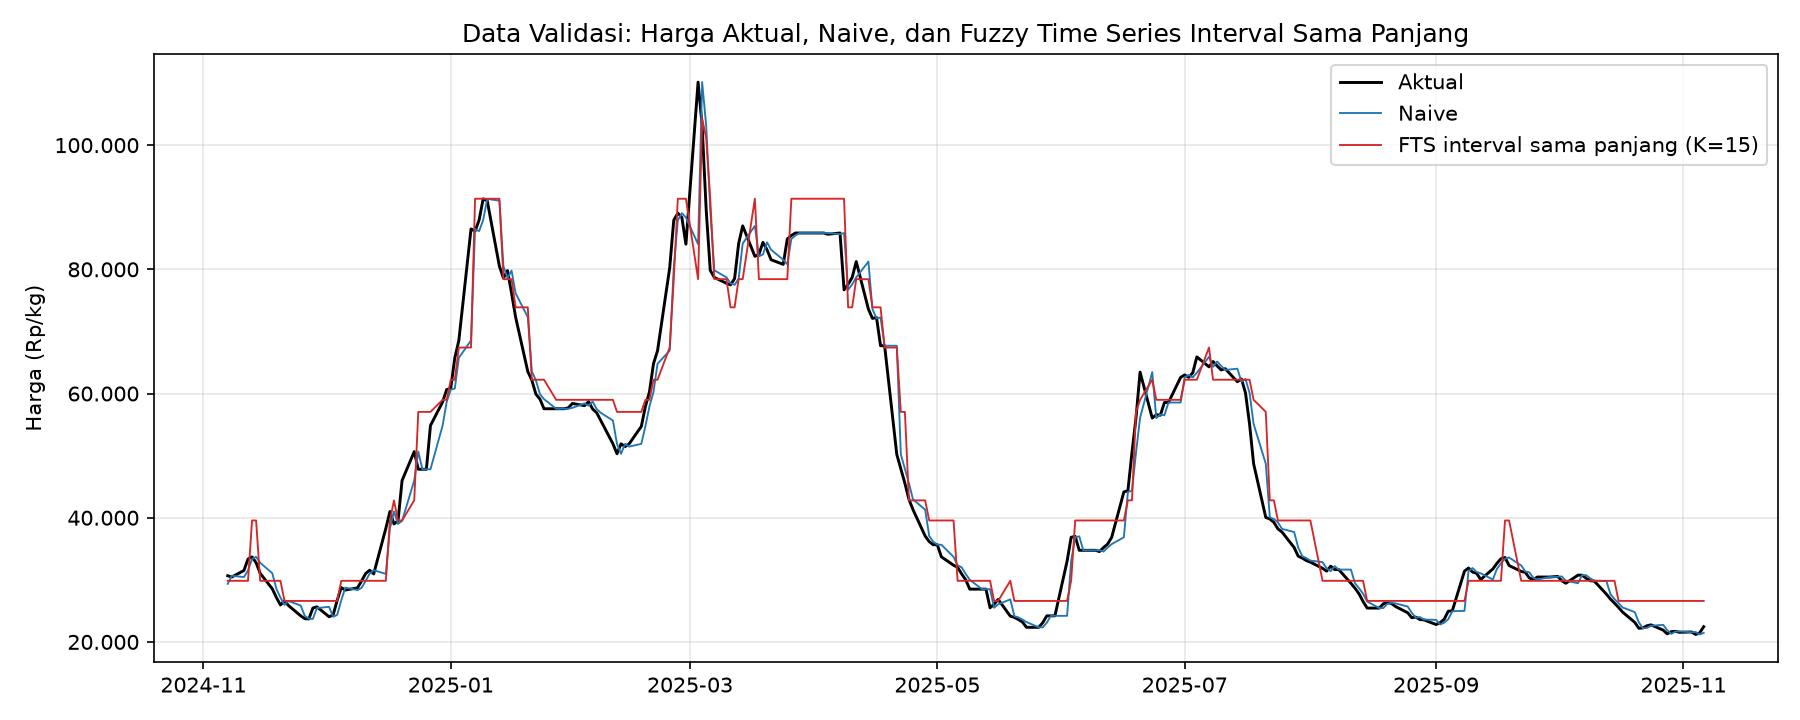 Data Validasi: Harga Aktual, Naive, dan Fuzzy Time Series Interval Sama Panjang
Aktual
Naive
FTS interval sama panjang (K=15)
Harga (Rp/kg)
100.000
80.000
60.000
40.000
20.000
2024-11
2025-01
2025-03
2025-05
2025-07
2025-09
2025-11